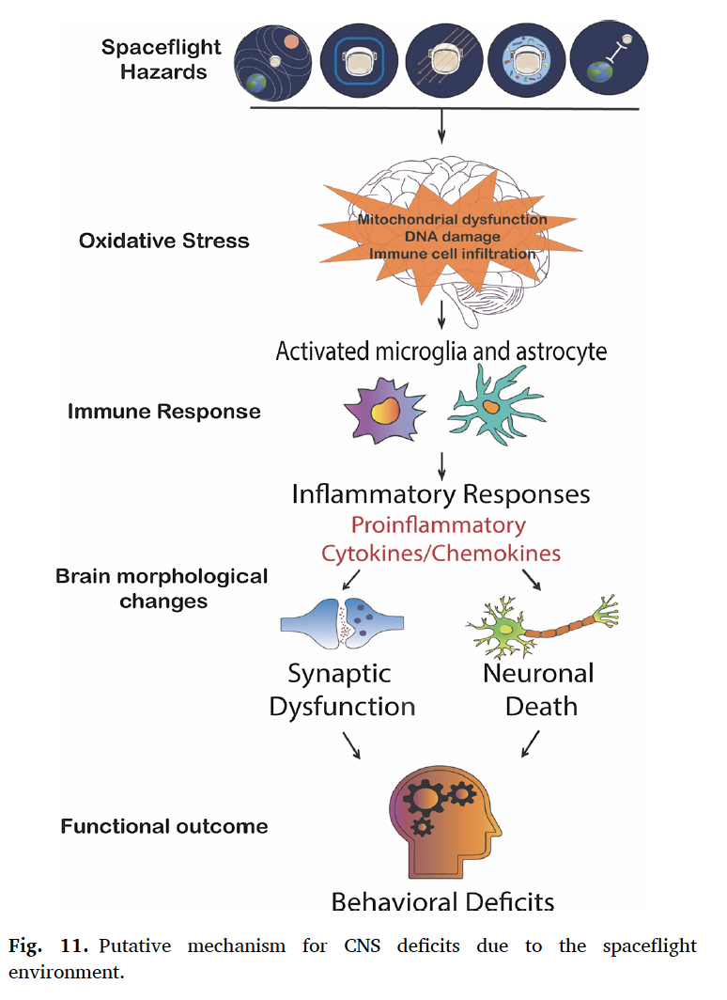 Spaceflight
Hazards
Mitochondrial dysfunction
DNA damage
Immune cell infiltration
Oxidative Stress
Activated microglia and astrocyte
Immune Response
Inflammatory Responses
Proinflammatory
Cytokines/Chemokines
Brain morphological
changes
Synaptic
Dysfunction
Neuronal
Death
Functional outcome
Behavioral Deficits
Fig. 11. Putative mechanism for CNS deficits due to the spaceflight
environment.